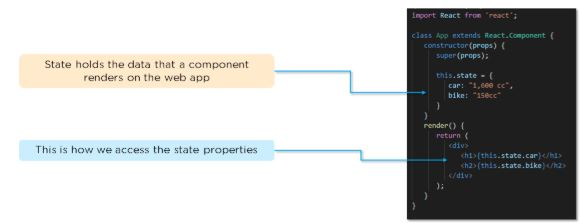 State holds the data that a component
renders on the web app
This is how we access the state properties
import React from 'react';
class App extends React.Component {
constructor(props) {
super(props);
this.state = {
car: "1,600 cc",
bike: "150cc"
}
}
render() {
return (
<div>
<h1>{this.state.car}</h1>
<h2>{this.state.bike}</h2>
</div>
);
}
}